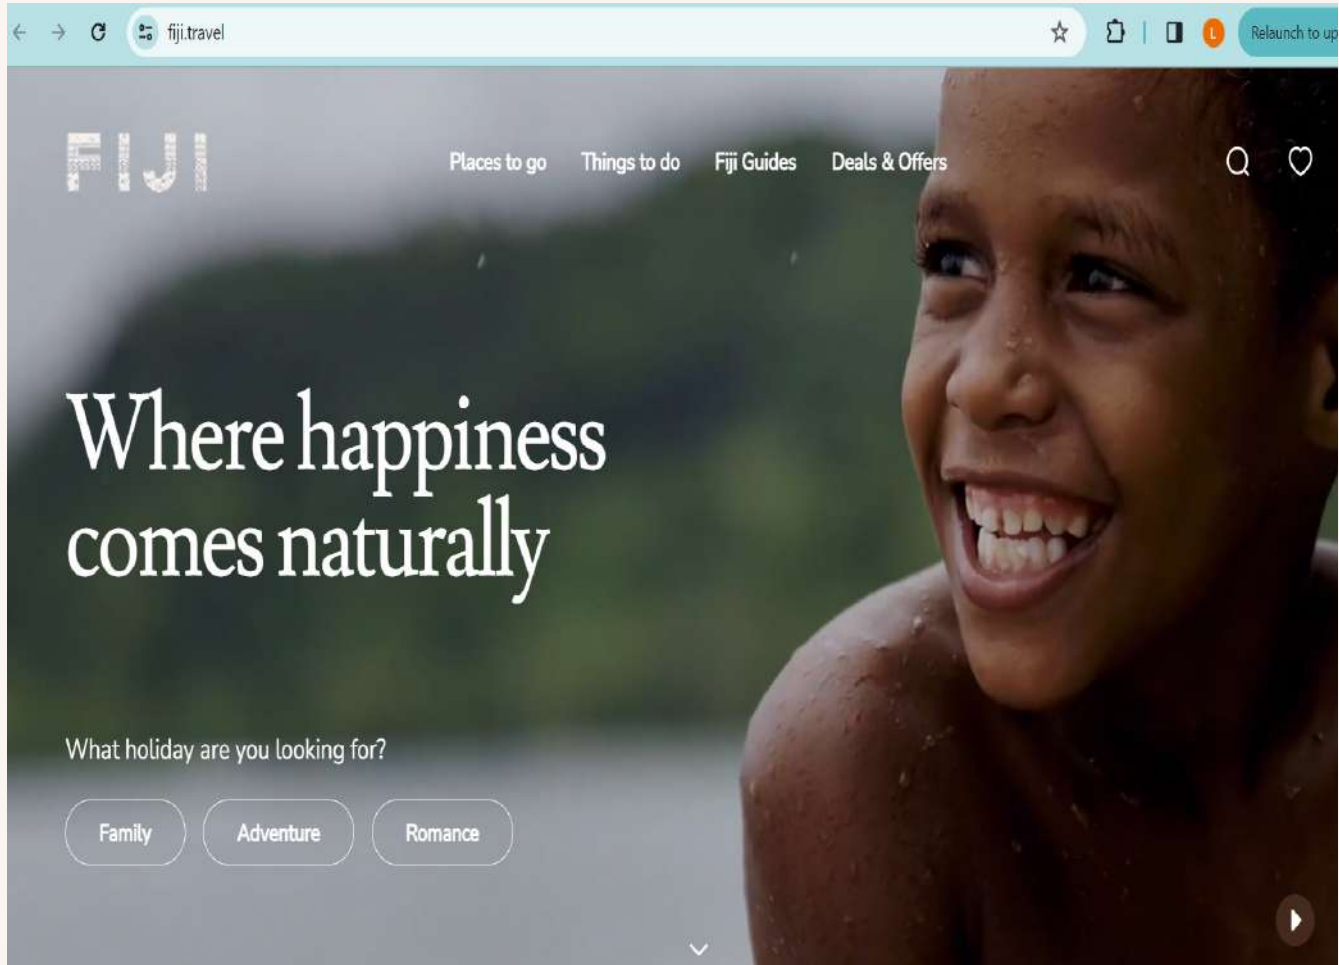 fiji.travel
L
Relaunch to up
FIJI
Places to go Things to do Fiji Guides Deals & Offers
Where happiness
comes naturally
What holiday are you looking for?
Family Adventure Romance